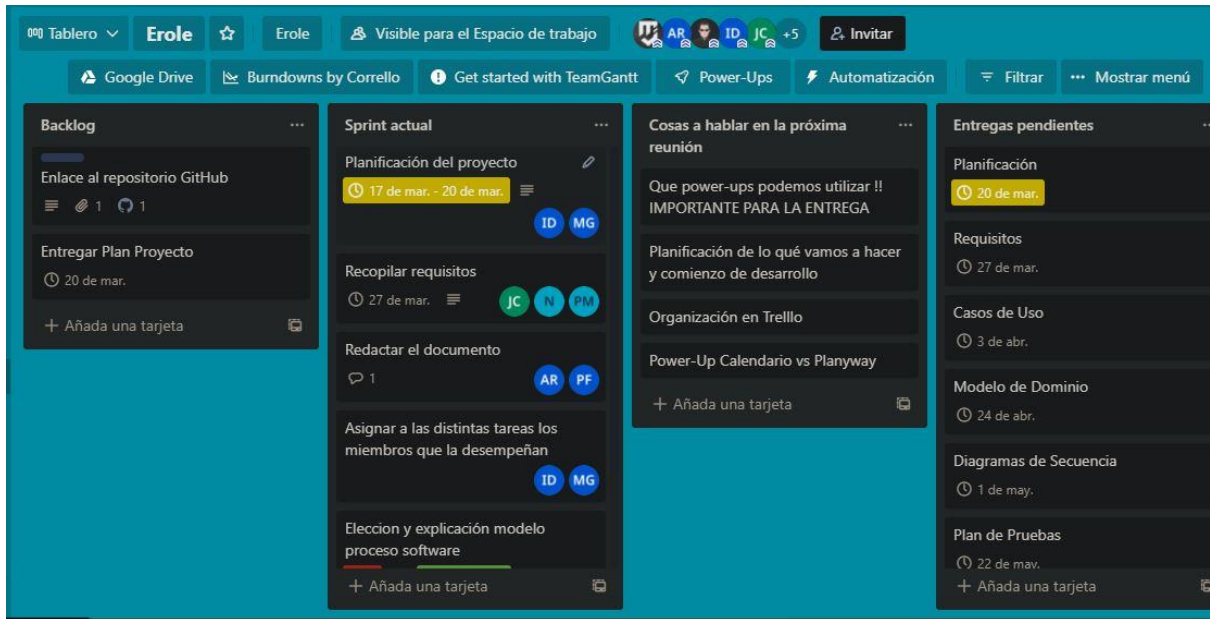 Tablero
Erole
Erole
Visible para el Espacio de trabajo
AR
ID
JC
+5
Invitar
Google Drive
Burndowns by Corrello
Get started with TeamGantt
Power-Ups
Automatización
Filtrar
Mostrar menú
Backlog
Enlace al repositorio GitHub
1
1
Entregar Plan Proyecto
20 de mar.
Añada una tarjeta
Sprint actual
Planificación del proyecto
17 de mar. - 20 de mar.
ID MG
Recopilar requisitos
27 de mar.
JC N PM
Redactar el documento
1
AR PF
Asignar a las distintas tareas los
miembros que la desempeñan
ID MG
Eleccion y explicación modelo
proceso software
Añada una tarjeta
Cosas a hablar en la próxima
reunión
Que power-ups podemos utilizar !!
IMPORTANTE PARA LA ENTREGA
Planificación de lo qué vamos a hacer
y comienzo de desarrollo
Organización en Trelllo
Power-Up Calendario vs Planyway
Añada una tarjeta
Entregas pendientes
Planificación
20 de mar.
Requisitos
27 de mar.
Casos de Uso
3 de abr.
Modelo de Dominio
24 de abr.
Diagramas de Secuencia
1 de may.
Plan de Pruebas
22 de may.
Añada una tarjeta